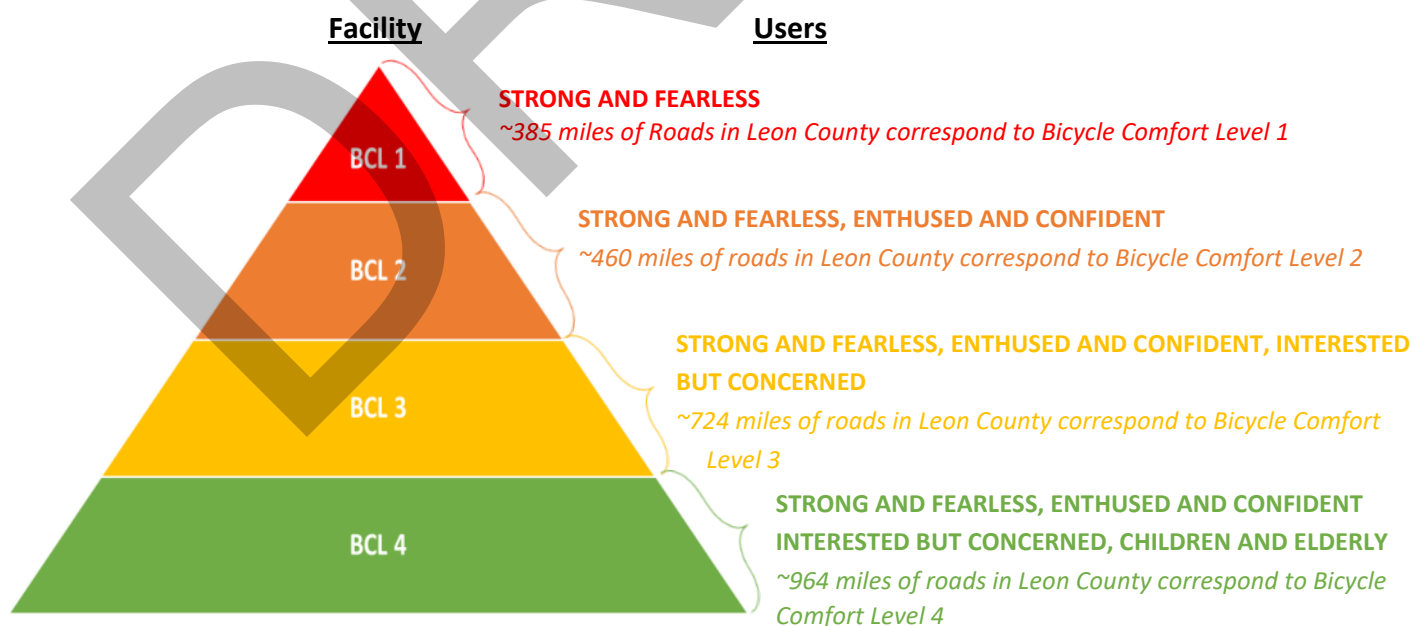 Facility
Users
STRONG AND FEARLESS
~385 miles of Roads in Leon County correspond to Bicycle Comfort Level 1
BCL 1
STRONG AND FEARLESS, ENTHUSED AND CONFIDENT
~460 miles of roads in Leon County correspond to Bicycle Comfort Level 2
BCL 2
STRONG AND FEARLESS, ENTHUSED AND CONFIDENT, INTERESTED
BUT CONCERNED
~724 miles of roads in Leon County correspond to Bicycle Comfort
Level 3
BCL 3
STRONG AND FEARLESS, ENTHUSED AND CONFIDENT
INTERESTED BUT CONCERNED, CHILDREN AND ELDERLY
~964 miles of roads in Leon County correspond to Bicycle
Comfort Level 4
BCL 4